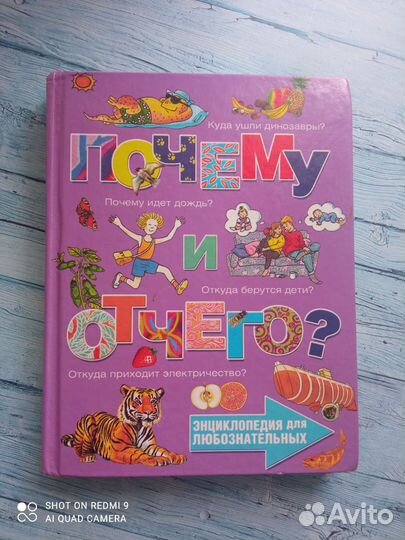 Куда ушли динозавры?
ПОЧЕМУ
Почему идет дождь?
И
Откуда берутся дети?
ОТЧЕГО?
Откуда приходит электричество?
ЭНЦИКЛОПЕДИЯ для
ЛЮБОЗНАТЕЛЬНЫХ
SHOT ON REDMI 9
AI QUAD CAMERA
Avito